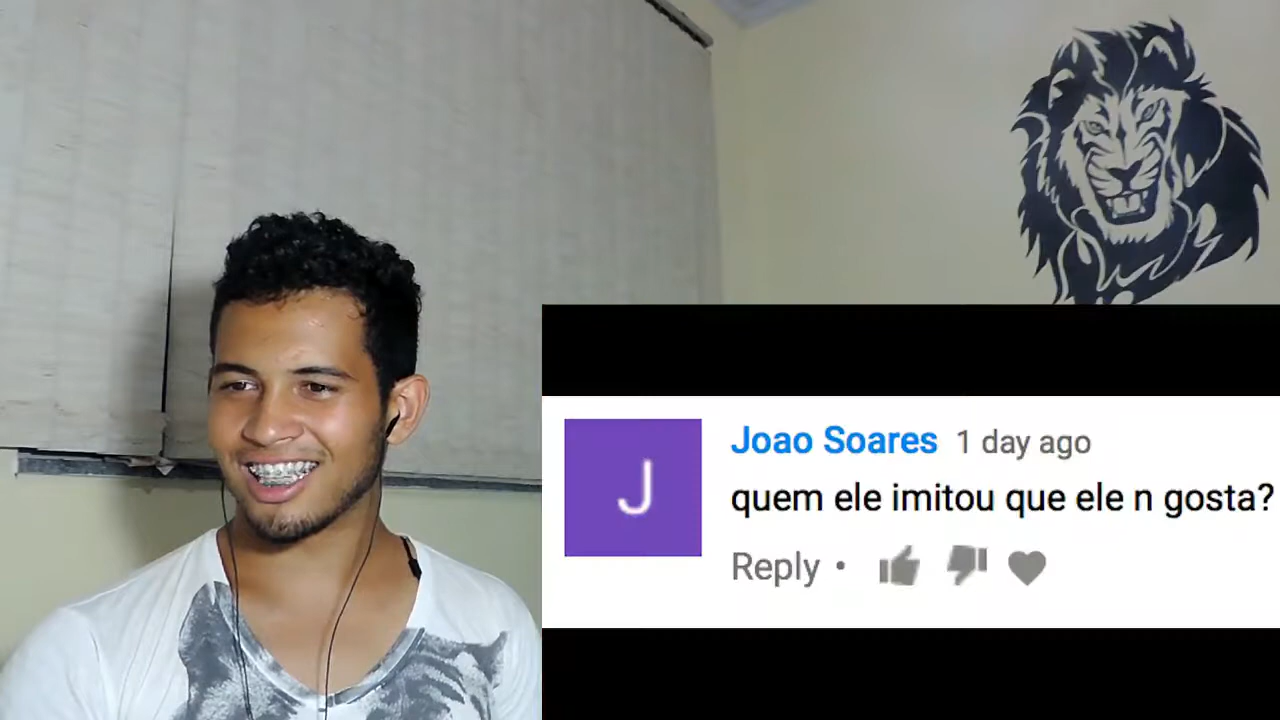 J
Joao Soares 1 day ago
quem ele imitou que ele n gosta?
Reply •